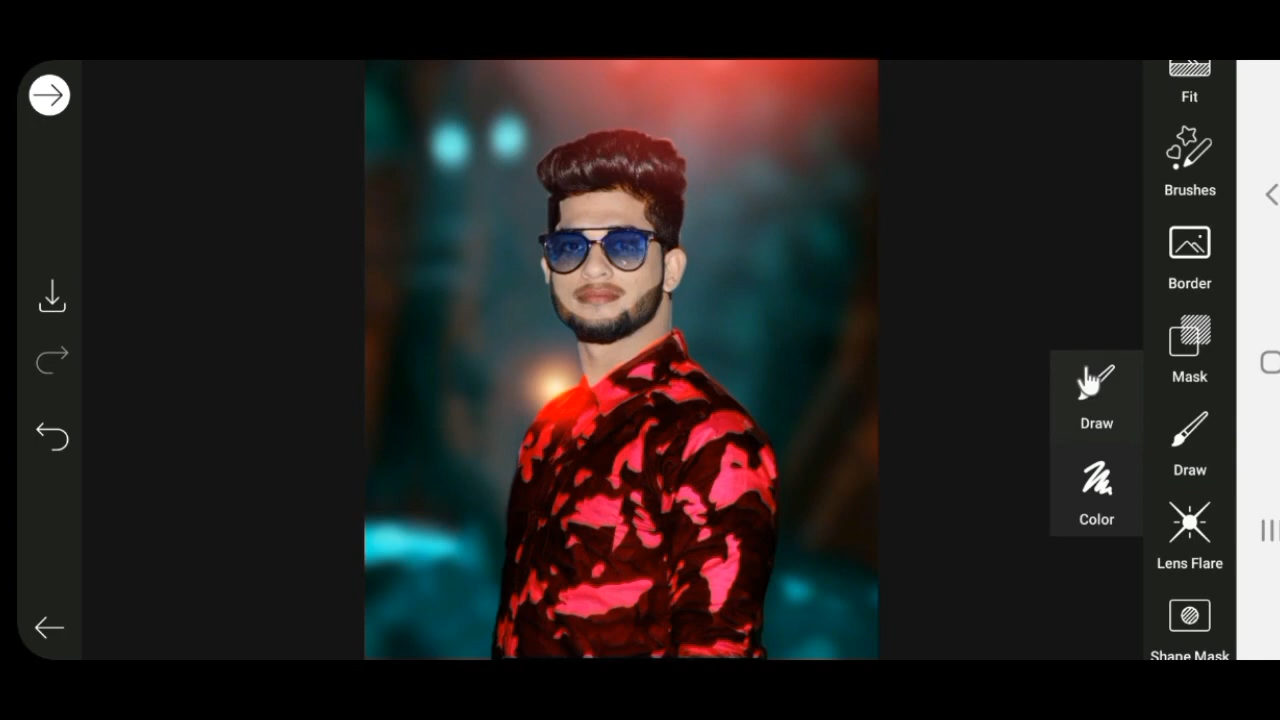 Fit
Brushes
Border
Mask
Draw
Draw
Color
Lens Flare
Shape Mask